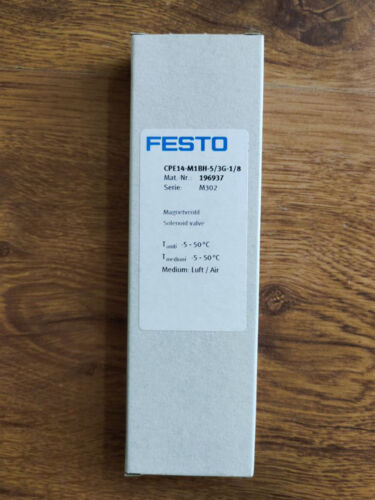 FESTO
CPE14-M1BH-5/3G-1/8
Mat. Nr.: 196937
Serie: M302
Magnetventil
Solenoid valve
Tumb -5 - 50 °C
Tmedium -5 - 50 °C
Medium: Luft / Air